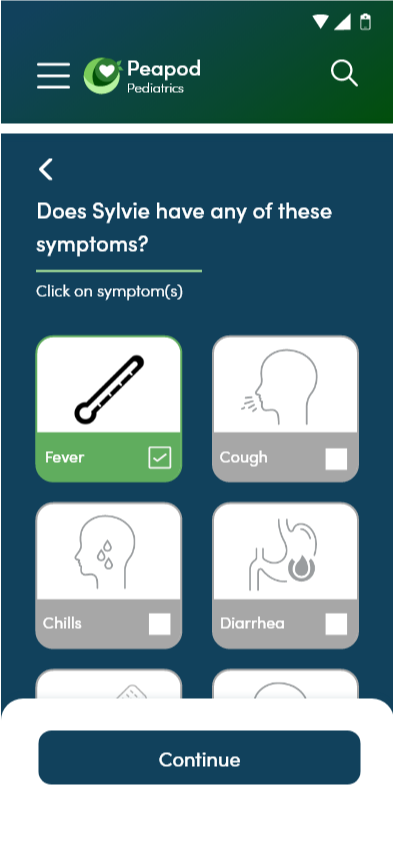 Peapod
Pediatrics
Does Sylvie have any of these
symptoms?
Click on symptom(s)
Fever
Cough
Chills
Diarrhea
Continue